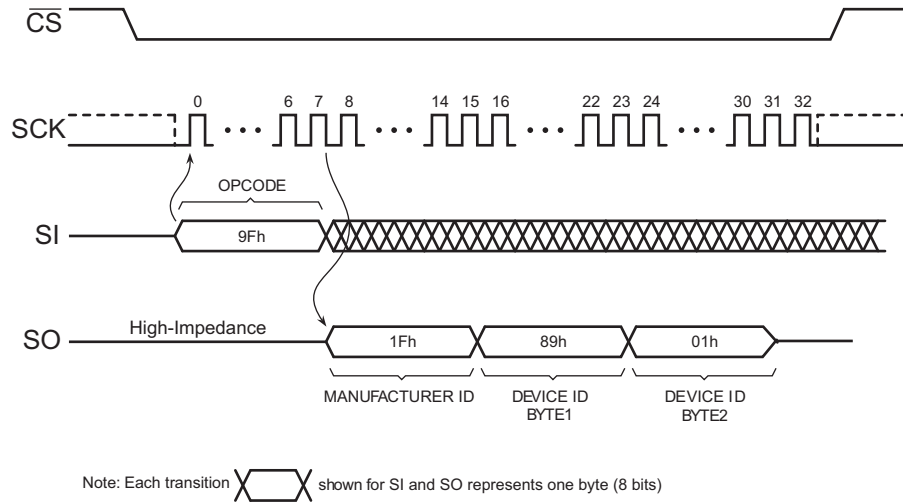 CS
0 6 7 8 14 15 16 22 23 24 30 31 32
SCK
OPCODE
SI
9Fh
High-Impedance
SO
1Fh 89h 01h
MANUFACTURER ID DEVICE ID DEVICE ID
BYTE1 BYTE2
Note: Each transition shown for SI and SO represents one byte (8 bits)